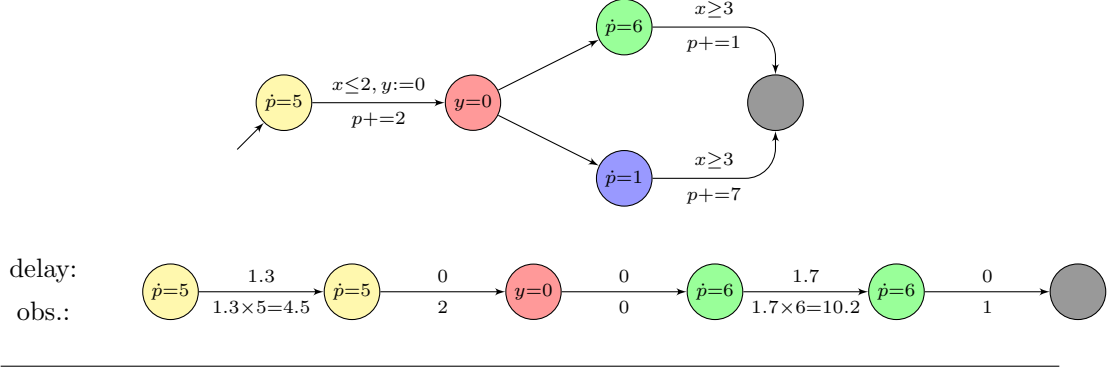 ṗ=6
x≥3
p+=1
ṗ=5
x≤2, y:=0
p+=2
y=0
ṗ=1
x≥3
p+=7
delay: 1.3 0 0 1.7 0
ṗ=5 ṗ=5 y=0 ṗ=6 ṗ=6
obs.: 1.3×5=4.5 2 0 1.7×6=10.2 1